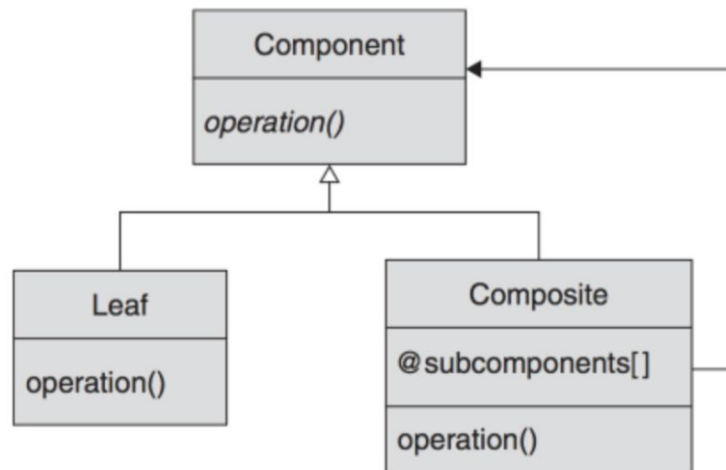 Component
operation()
Leaf
operation()
Composite
@subcomponents[]
operation()